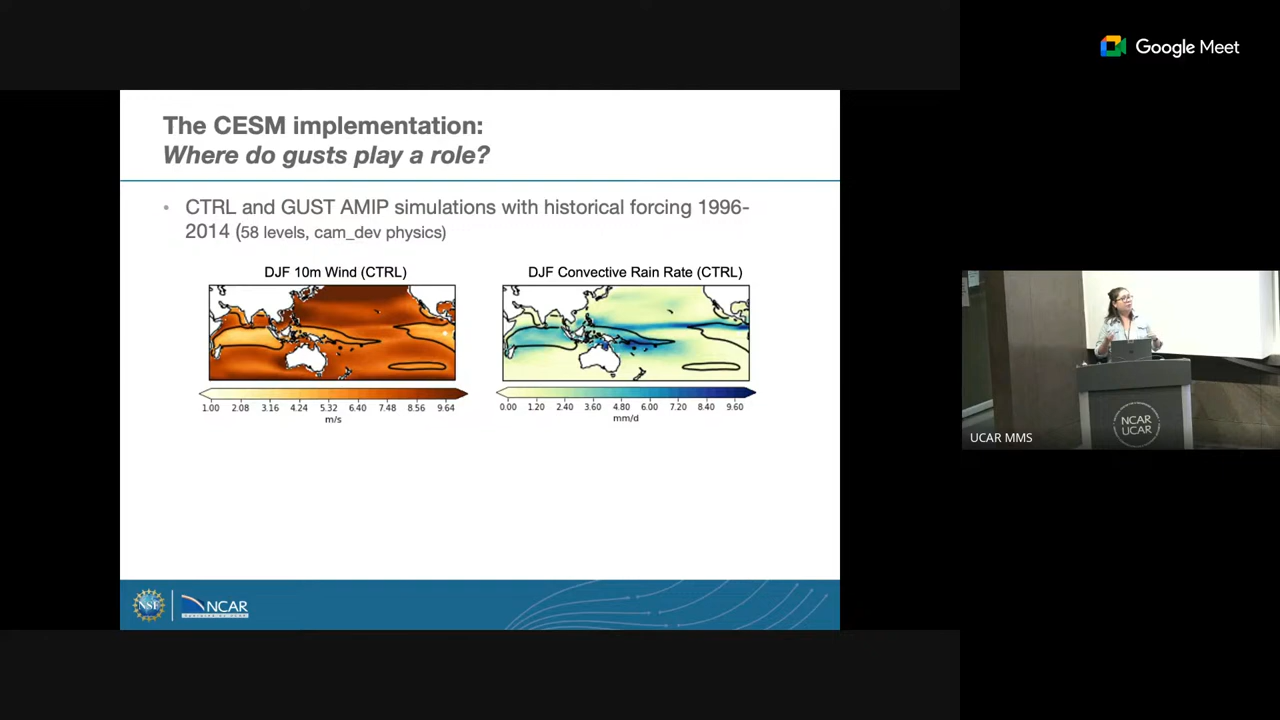 Google Meet
The CESM implementation:
Where do gusts play a role?
• CTRL and GUST AMIP simulations with historical forcing 1996-
2014 (58 levels, cam_dev physics)
DJF 10m Wind (CTRL)
DJF Convective Rain Rate (CTRL)
1.00 2.08 3.16 4.24 5.32 6.40 7.48 8.56 9.64
m/s
0.00 1.20 2.40 3.60 4.80 6.00 7.20 8.40 9.60
mm/d
NCAR
UCAR
UCAR MMS
NSF
NCAR